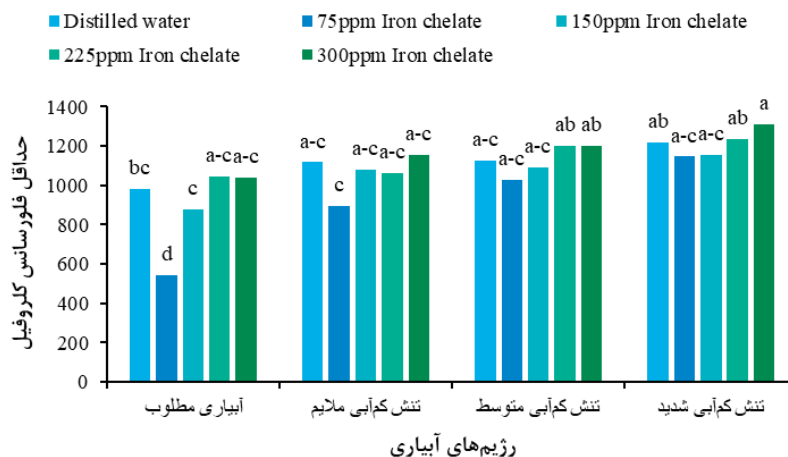 Distilled water 75ppm Iron chelate 150ppm Iron chelate
225ppm Iron chelate 300ppm Iron chelate
حداقل فلورسانس کلروفیل
1400
1200
1000
800
600
400
200
0
bc d c a-c a-c
a-c c a-c a-c a-c
a-c a-c a-c ab ab
ab a-c a-c ab a
آبیاری مطلوب تنش کم‌آبی ملایم تنش کم‌آبی متوسط تنش کم‌آبی شدید
رژیم‌های آبیاری